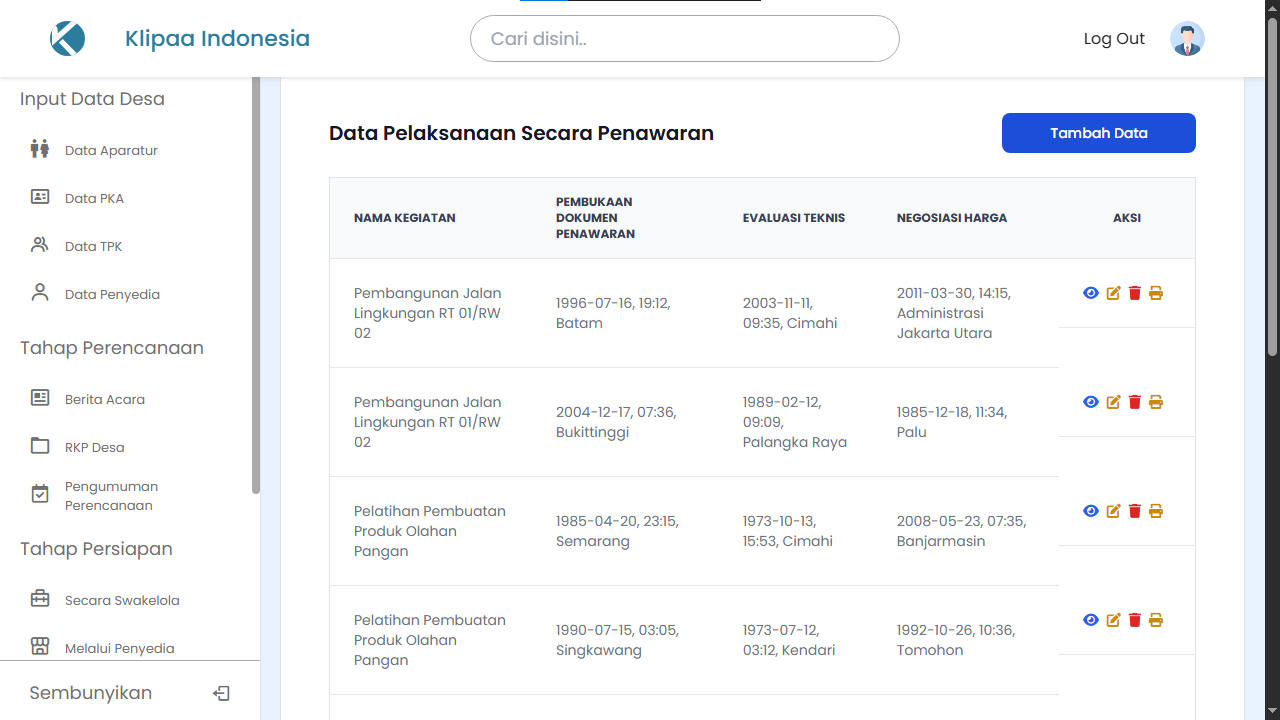 Klipaa Indonesia
Cari disini..
Log Out
Input Data Desa
Data Aparatur
Data PKA
Data TPK
Data Penyedia
Tahap Perencanaan
Berita Acara
RKP Desa
Pengumuman
Perencanaan
Tahap Persiapan
Secara Swakelola
Melalui Penyedia
Sembunyikan
Data Pelaksanaan Secara Penawaran
Tambah Data
NAMA KEGIATAN
PEMBUKAAN
DOKUMEN
PENAWARAN
EVALUASI TEKNIS
NEGOSIASI HARGA
AKSI
Pembangunan Jalan
Lingkungan RT 01/RW
02
1996-07-16, 19:12,
Batam
2003-11-11,
09:35, Cimahi
2011-03-30, 14:15,
Administrasi
Jakarta Utara
Pembangunan Jalan
Lingkungan RT 01/RW
02
2004-12-17, 07:36,
Bukittinggi
1989-02-12,
09:09,
Palangka Raya
1985-12-18, 11:34,
Palu
Pelatihan Pembuatan
Produk Olahan
Pangan
1985-04-20, 23:15,
Semarang
1973-10-13,
15:53, Cimahi
2008-05-23, 07:35,
Banjarmasin
Pelatihan Pembuatan
Produk Olahan
Pangan
1990-07-15, 03:05,
Singkawang
1973-07-12,
03:12, Kendari
1992-10-26, 10:36,
Tomohon